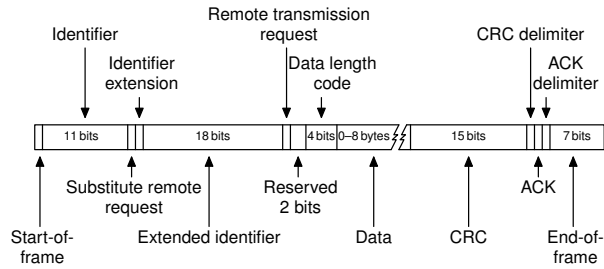 Remote transmission
request
Identifier
CRC delimiter
Identifier
extension
Data length
code
ACK
delimiter
11 bits
18 bits
4 bits
0–8 bytes
15 bits
7 bits
Substitute remote
request
Reserved
2 bits
ACK
Start-of-
frame
Extended identifier
Data
CRC
End-of-
frame